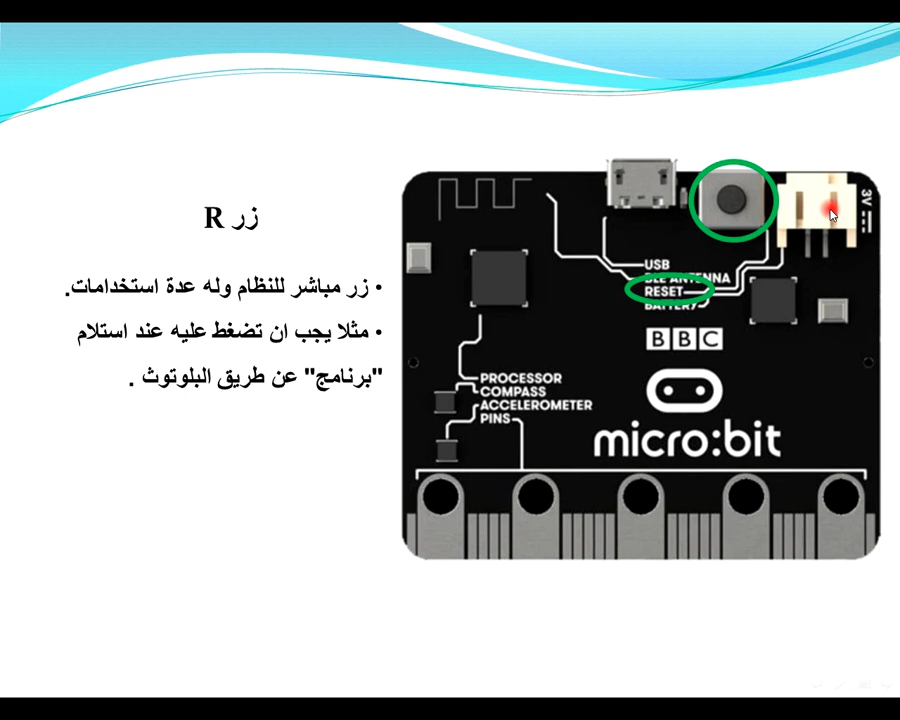 زر R
• زر مباشر للنظام وله عدة استخدامات.
• مثلا يجب ان تضغط عليه عند استلام
"برنامج" عن طريق البلوتوث .
3V
USB
BLE ANTENNA
RESET
BATTERY
BBC
PROCESSOR
COMPASS
ACCELEROMETER
PINS
micro:bit